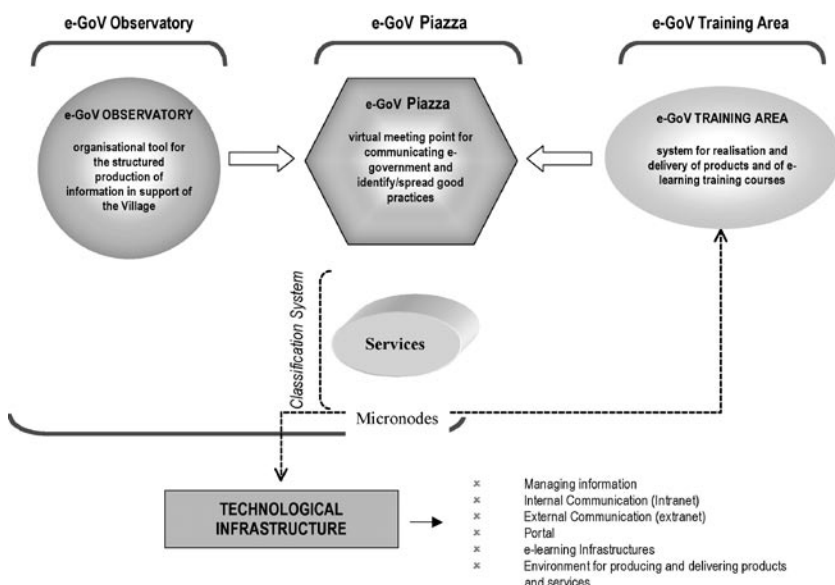 e-GoV Observatory
e-GoV Piazza
e-GoV Training Area
e-GoV OBSERVATORY
organisational tool for
the structured
production of
information in support of
the Village
e-GoV Piazza
virtual meeting point for
communicating e-
government and
identify/spread good
practices
e-GoV TRAINING AREA
system for realisation and
delivery of products and of e-
learning training courses
Classification System
Services
Micronodes
TECHNOLOGICAL
INFRASTRUCTURE
Managing information
Internal Communication (Intranet)
External Communication (extranet)
Portal
e-learning Infrastructures
Environment for producing and delivering products
and services